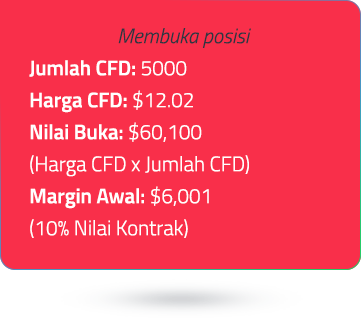 Membuka posisi
Jumlah CFD: 5000
Harga CFD: $12.02
Nilai Buka: $60,100
(Harga CFD x Jumlah CFD)
Margin Awal: $6,001
(10% Nilai Kontrak)